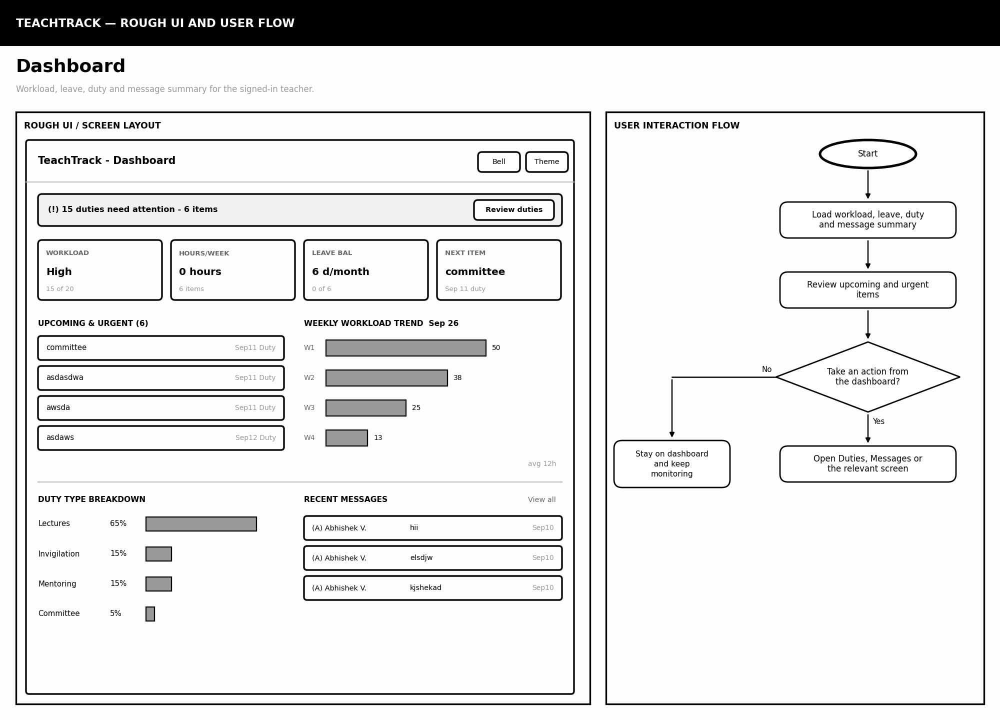 TEACHTRACK — ROUGH UI AND USER FLOW
Dashboard
Workload, leave, duty and message summary for the signed-in teacher.
ROUGH UI / SCREEN LAYOUT
TeachTrack - Dashboard
Bell
Theme
(!) 15 duties need attention - 6 items
Review duties
WORKLOAD
High
15 of 20
HOURS/WEEK
0 hours
6 items
LEAVE BAL
6 d/month
0 of 6
NEXT ITEM
committee
Sep 11 duty
UPCOMING & URGENT (6)
committee Sep11 Duty
asdasdwa Sep11 Duty
awsda Sep11 Duty
asdaws Sep12 Duty
WEEKLY WORKLOAD TREND Sep 26
W1 50
W2 38
W3 25
W4 13
avg 12h
DUTY TYPE BREAKDOWN
Lectures 65%
Invigilation 15%
Mentoring 15%
Committee 5%
RECENT MESSAGES View all
(A) Abhishek V. hii Sep10
(A) Abhishek V. elsdjw Sep10
(A) Abhishek V. kjshekad Sep10
USER INTERACTION FLOW
Start
Load workload, leave, duty
and message summary
Review upcoming and urgent
items
Take an action from
the dashboard?
No
Yes
Stay on dashboard
and keep
monitoring
Open Duties, Messages or
the relevant screen